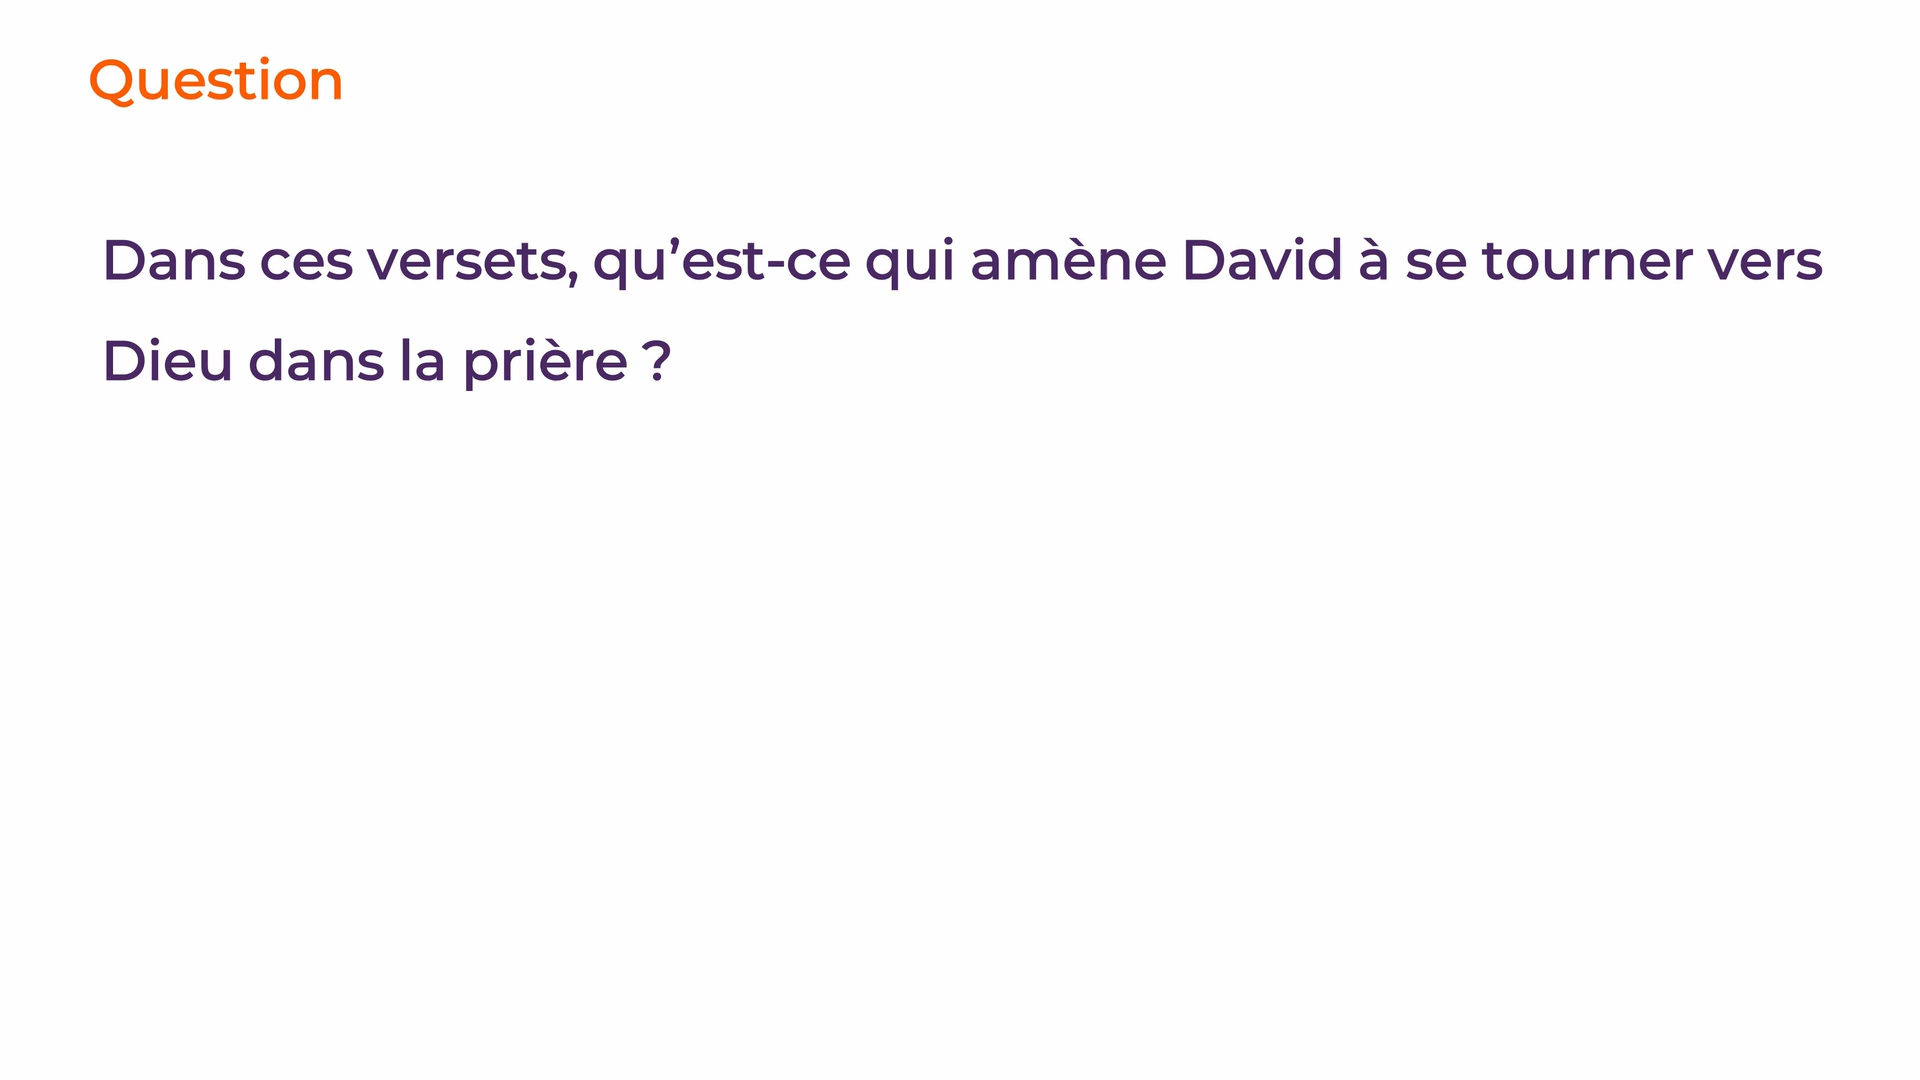 Question
Dans ces versets, qu’est-ce qui amène David à se tourner vers
Dieu dans la prière ?